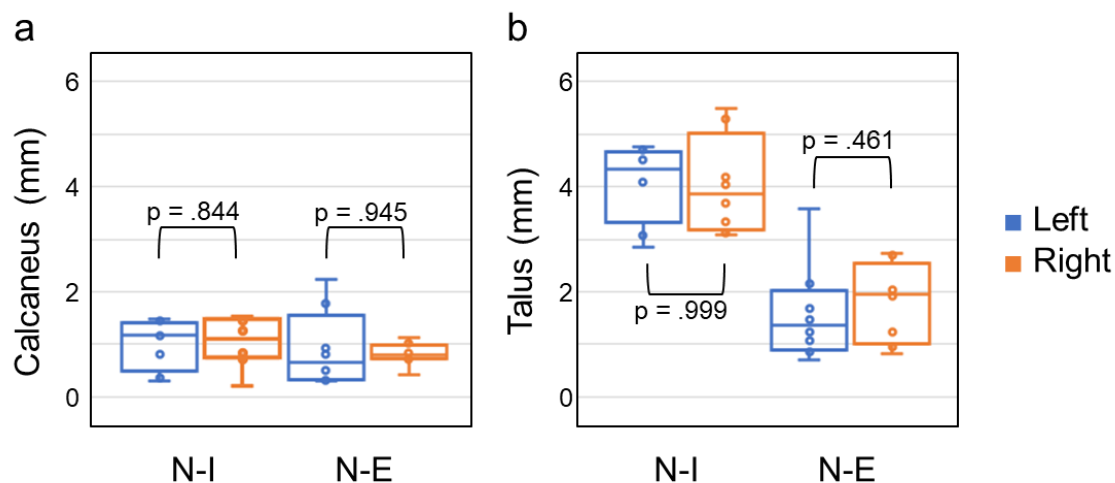 a
Calcaneus (mm)
6
4
2
0
p = .844
p = .945
N-I
N-E
b
Talus (mm)
6
4
2
0
p = .461
p = .999
N-I
N-E
Left
Right